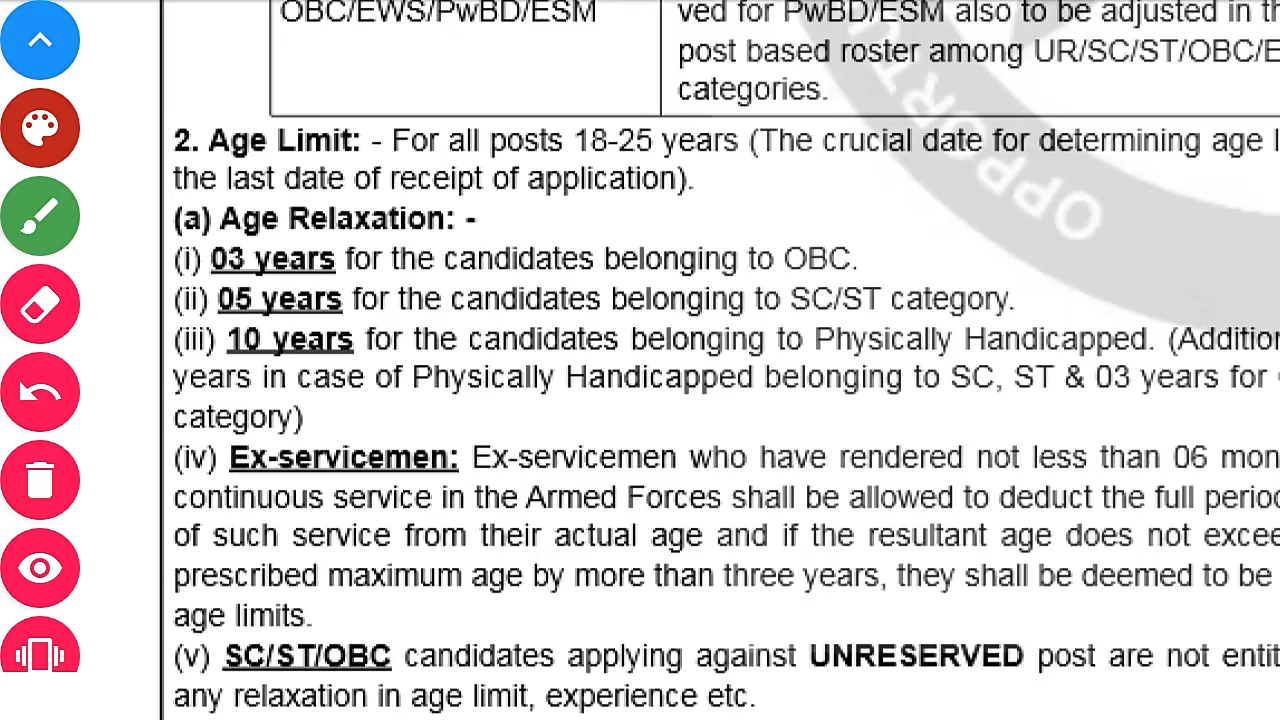 OBC/EWS/PwBD/ESM
ved for PwBD/ESM also to be adjusted in
post based roster among UR/SC/ST/OBC/
categories.
2. Age Limit: - For all posts 18-25 years (The crucial date for determining age
the last date of receipt of application).
(a) Age Relaxation: -
(i) 03 years for the candidates belonging to OBC.
(ii) 05 years for the candidates belonging to SC/ST category.
(iii) 10 years for the candidates belonging to Physically Handicapped. (
years in case of Physically Handicapped belonging to SC, ST & 03 years for
category)
(iv) Ex-servicemen: Ex-servicemen who have rendered not less than 06
continuous service in the Armed Forces shall be allowed to deduct the full
of such service from their actual age and if the resultant age does not
prescribed maximum age by more than three years, they shall be deemed to be
age limits.
(v) SC/ST/OBC candidates applying against UNRESERVED post are not
any relaxation in age limit, experience etc.
OPPORTU